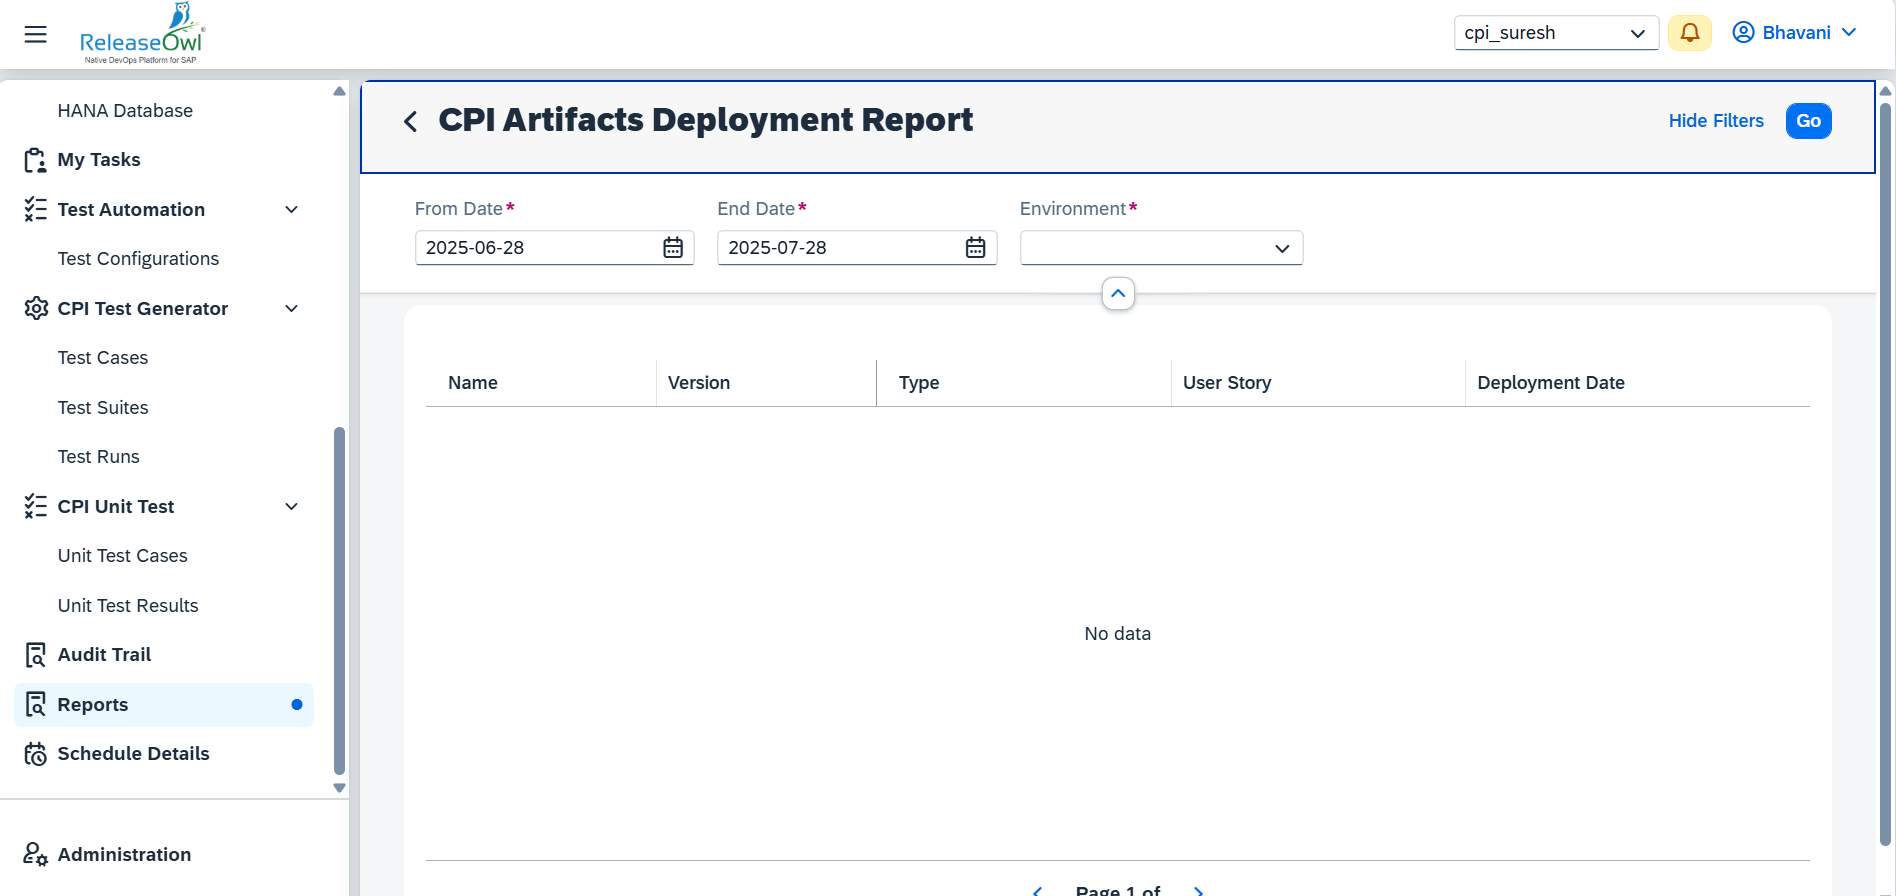 ReleaseOwl®
Native DevOps Platform for SAP
cpi_suresh
Bhavani
HANA Database
My Tasks
Test Automation
Test Configurations
CPI Test Generator
Test Cases
Test Suites
Test Runs
CPI Unit Test
Unit Test Cases
Unit Test Results
Audit Trail
Reports
Schedule Details
Administration
CPI Artifacts Deployment Report
Hide Filters
Go
From Date* End Date* Environment*
2025-06-28 2025-07-28
Name Version Type User Story Deployment Date
No data
Page 1 of